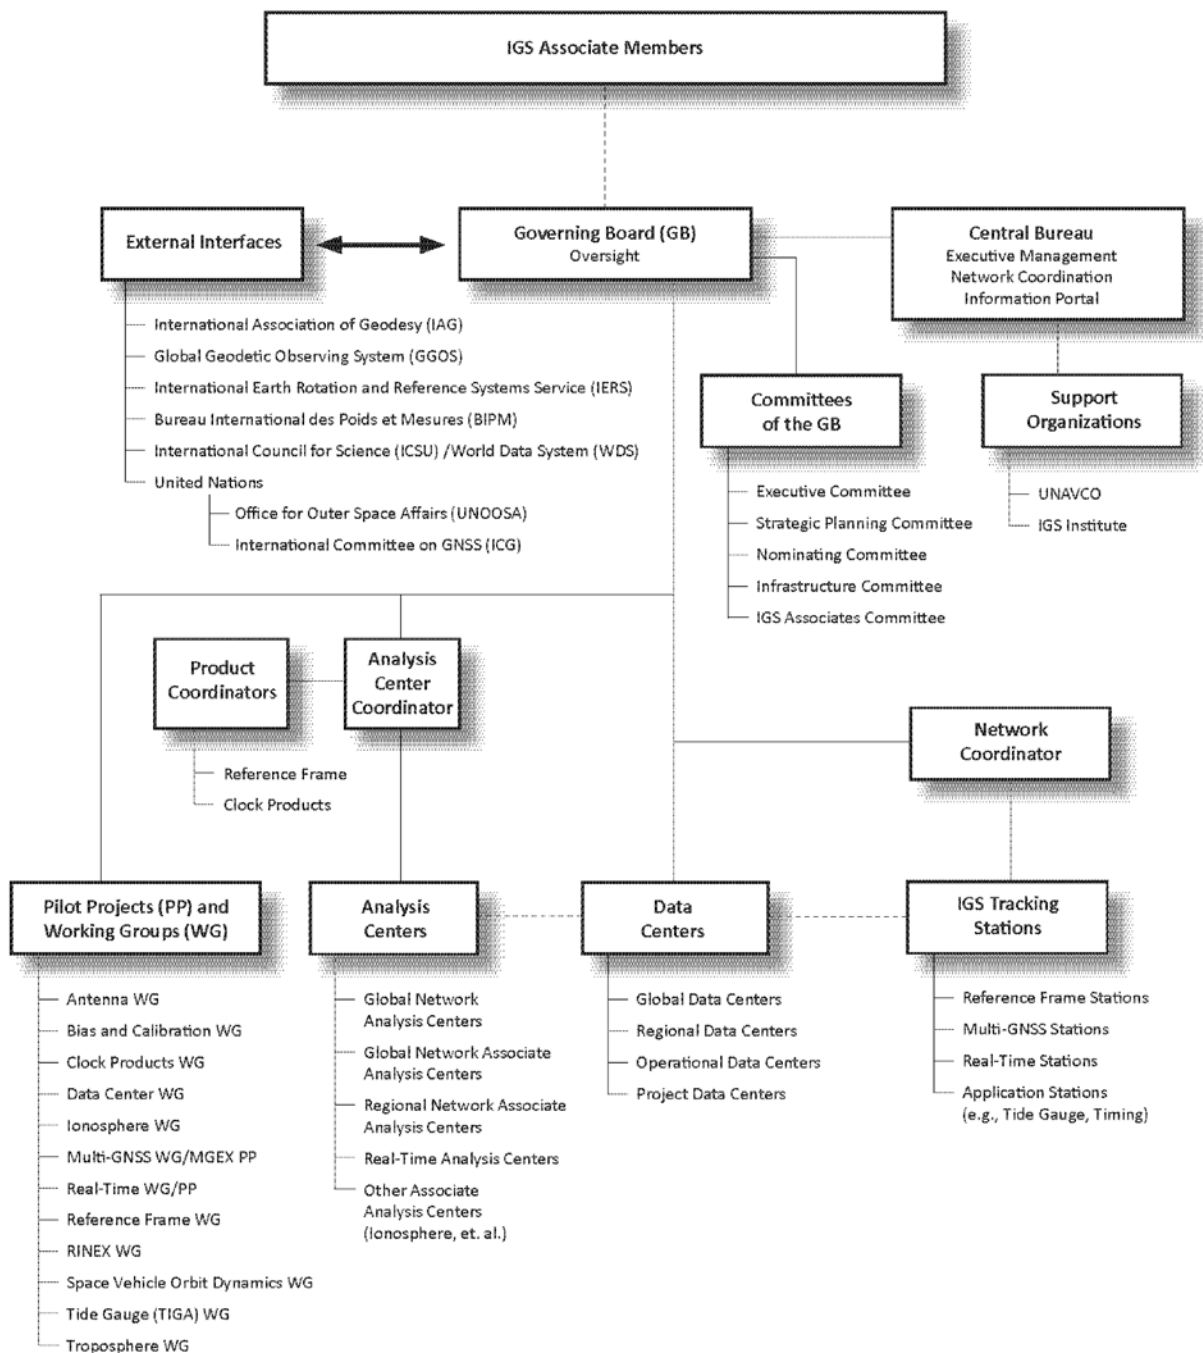 IGS Associate Members
External Interfaces
Governing Board (GB)
Oversight
Central Bureau
Executive Management
Network Coordination
Information Portal
International Association of Geodesy (IAG)
Global Geodetic Observing System (GGOS)
International Earth Rotation and Reference Systems Service (IERS)
Bureau International des Poids et Mesures (BIPM)
International Council for Science (ICSU) /World Data System (WDS)
United Nations
Office for Outer Space Affairs (UNOOSA)
International Committee on GNSS (ICG)
Committees
of the GB
Executive Committee
Strategic Planning Committee
Nominating Committee
Infrastructure Committee
IGS Associates Committee
Support
Organizations
UNAVCO
IGS Institute
Product
Coordinators
Reference Frame
Clock Products
Analysis
Center
Coordinator
Network
Coordinator
Pilot Projects (PP) and
Working Groups (WG)
Antenna WG
Bias and Calibration WG
Clock Products WG
Data Center WG
Ionosphere WG
Multi-GNSS WG/MGEX PP
Real-Time WG/PP
Reference Frame WG
RINEX WG
Space Vehicle Orbit Dynamics WG
Tide Gauge (TIGA) WG
Troposphere WG
Analysis
Centers
Global Network
Analysis Centers
Global Network Associate
Analysis Centers
Regional Network Associate
Analysis Centers
Real-Time Analysis Centers
Other Associate
Analysis Centers
(Ionosphere, et. al.)
Data
Centers
Global Data Centers
Regional Data Centers
Operational Data Centers
Project Data Centers
IGS Tracking
Stations
Reference Frame Stations
Multi-GNSS Stations
Real-Time Stations
Application Stations
(e.g., Tide Gauge, Timing)